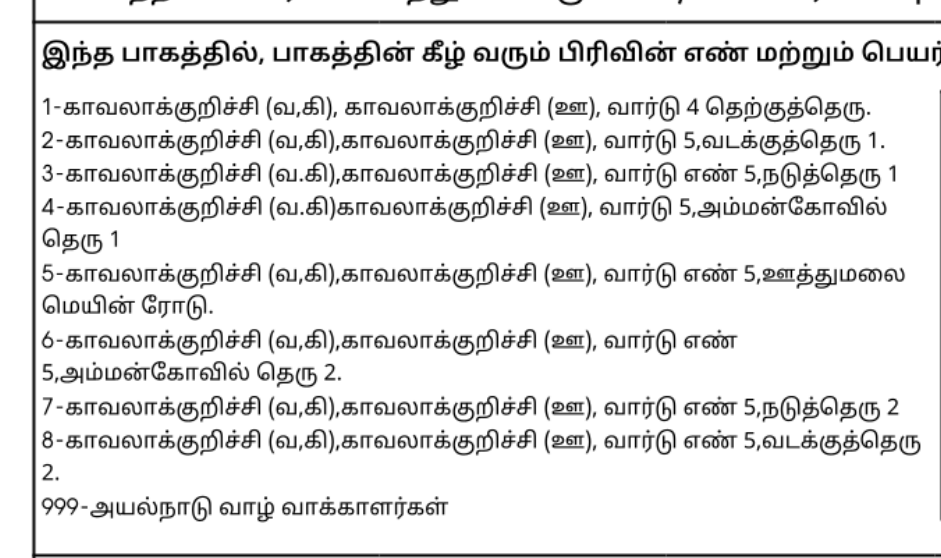 இந்த பாகத்தில், பாகத்தின் கீழ் வரும் பிரிவின் எண் மற்றும் பெயர்
1-காவலாக்குறிச்சி (வ,கி), காவலாக்குறிச்சி (ஊ), வார்டு 4 தெற்குத்தெரு.
2-காவலாக்குறிச்சி (வ,கி),காவலாக்குறிச்சி (ஊ), வார்டு 5,வடக்குத்தெரு 1.
3-காவலாக்குறிச்சி (வ.கி),காவலாக்குறிச்சி (ஊ), வார்டு எண் 5,நடுத்தெரு 1
4-காவலாக்குறிச்சி (வ.கி)காவலாக்குறிச்சி (ஊ), வார்டு 5,அம்மன்கோவில்
தெரு 1
5-காவலாக்குறிச்சி (வ,கி),காவலாக்குறிச்சி (ஊ), வார்டு எண் 5,ஊத்துமலை
மெயின் ரோடு.
6-காவலாக்குறிச்சி (வ,கி),காவலாக்குறிச்சி (ஊ), வார்டு எண்
5,அம்மன்கோவில் தெரு 2.
7-காவலாக்குறிச்சி (வ,கி),காவலாக்குறிச்சி (ஊ), வார்டு எண் 5,நடுத்தெரு 2
8-காவலாக்குறிச்சி (வ,கி),காவலாக்குறிச்சி (ஊ), வார்டு எண் 5,வடக்குத்தெரு
2.
999-அயல்நாடு வாழ் வாக்காளர்கள்